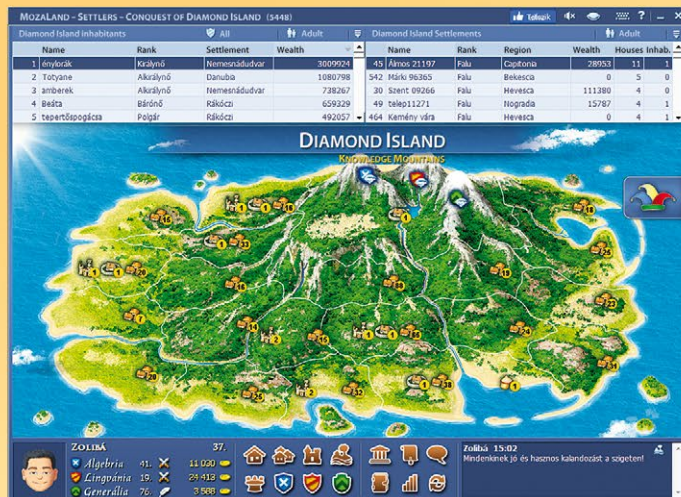 MOZALAND – SETTLERS – CONQUEST OF DIAMOND ISLAND (5448) Tetszik ?
Diamond Island inhabitants All Adult
Name Rank Settlement Wealth
1 énylorák Királynő Nemesnádudvar 3009924
2 Totyane Alkirálynő Danubia 1080798
3 amberek Alkirálynő Nemesnádudvar 738267
4 Beáta Bárónő Rákóczi 659329
5 tepertőspogácsa Polgár Rákóczi 492057
Diamond Island Settlements Adult
Name Rank Region Wealth Houses Inhab.
45 Álmos 21197 Falu Capitonia 28953 11 1
542 Márki 96365 Falu Bekescia 0 5 0
30 Szent 09266 Falu Hevesca 111380 4 0
49 telep11271 Falu Nogradia 15787 4 1
464 Kemény vára Falu Hevesca 0 4 1
DIAMOND ISLAND
KNOWLEDGE MOUNTAINS
ZOLIBÁ 37.
Algebria 41. 11 030
Lingvánia 19. 24 413
Generália 76. 3 588
Zolibá 15:02
Mindenkinek jó és hasznos kalandozást a szigeten!